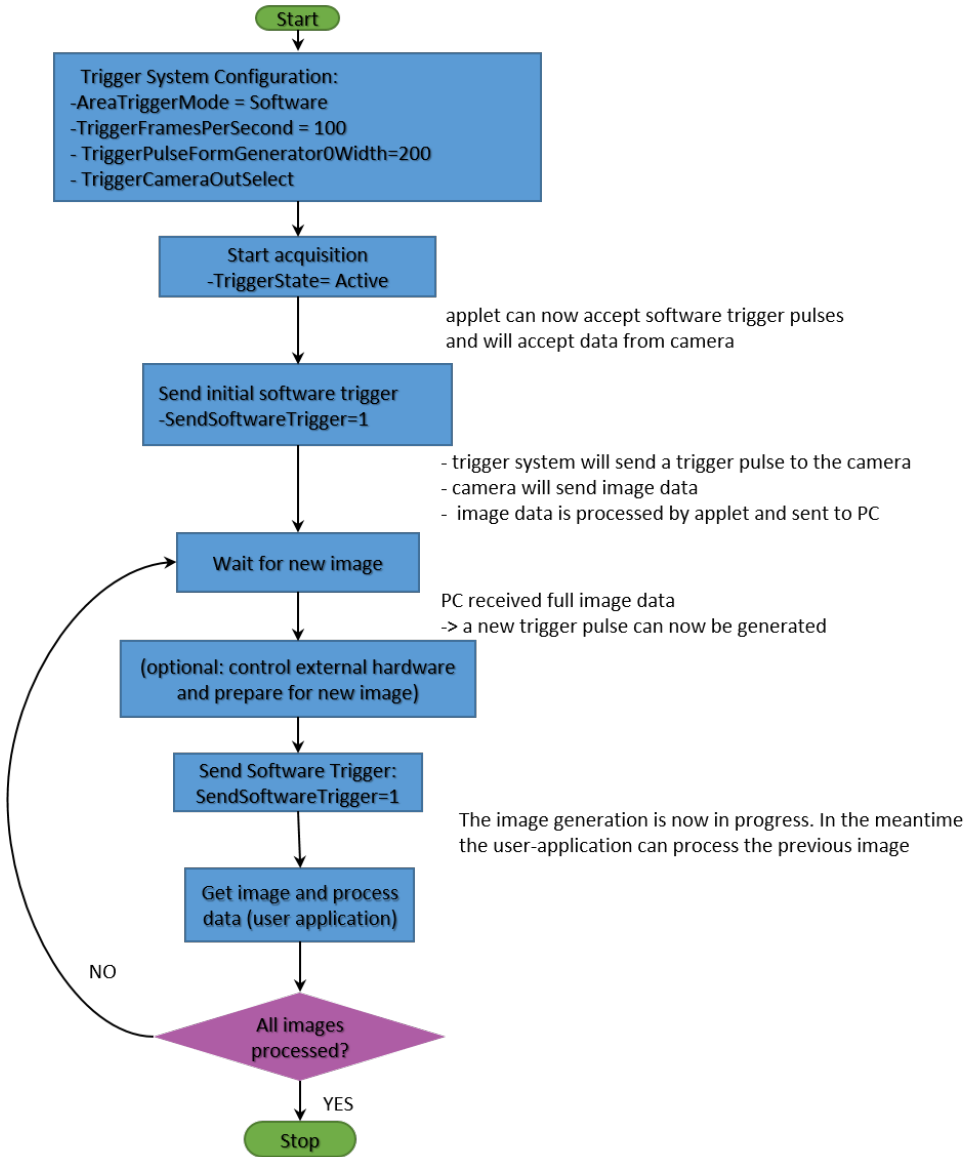 Start
Trigger System Configuration:
-AreaTriggerMode = Software
-TriggerFramesPerSecond = 100
- TriggerPulseFormGenerator0Width=200
- TriggerCameraOutSelect
Start acquisition
-TriggerState= Active
applet can now accept software trigger pulses
and will accept data from camera
Send initial software trigger
-SendSoftwareTrigger=1
- trigger system will send a trigger pulse to the camera
- camera will send image data
- image data is processed by applet and sent to PC
Wait for new image
PC received full image data
-> a new trigger pulse can now be generated
(optional: control external hardware
and prepare for new image)
Send Software Trigger:
SendSoftwareTrigger=1
The image generation is now in progress. In the meantime
the user-application can process the previous image
Get image and process
data (user application)
NO
All images
processed?
YES
Stop